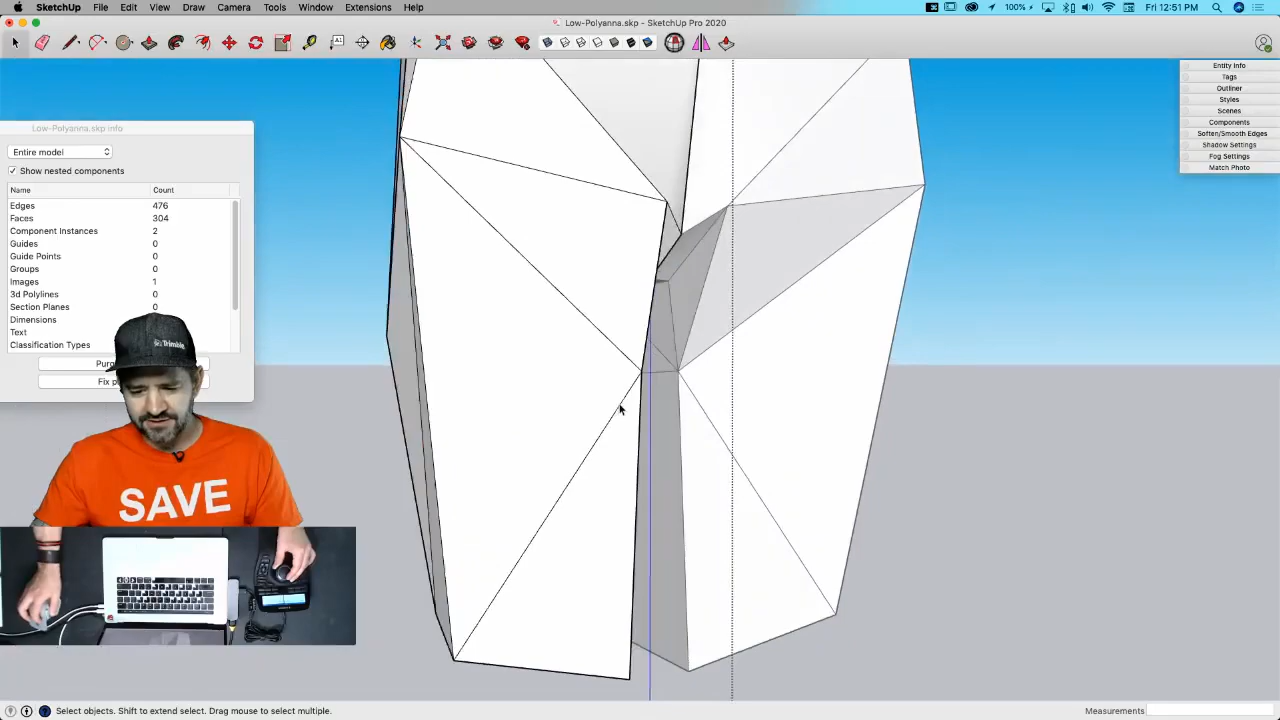 SketchUp File Edit View Draw Camera Tools Window Extensions Help 100% Fri 12:51 PM
Low-Polyanna.skp - SketchUp Pro 2020
Entity Info
Tags
Outliner
Styles
Scenes
Components
Soften/Smooth Edges
Shadow Settings
Fog Settings
Match Photo
Low-Polyanna.skp info
Entire model
Show nested components
Name Count
Edges 476
Faces 304
Component Instances 2
Guides 0
Guide Points 0
Groups 0
Images 1
3d Polylines 0
Section Planes 0
Dimensions
Text
Classification Types
Trimble.
SAVE
Select objects. Shift to extend select. Drag mouse to select multiple. Measurements